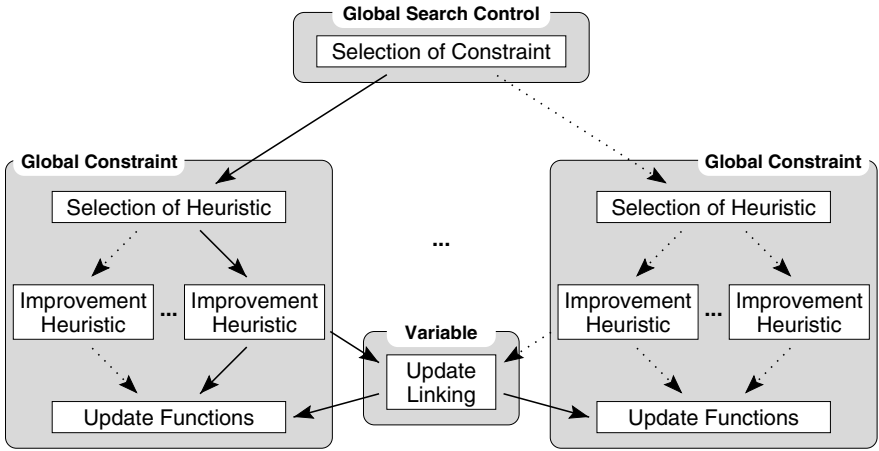 Global Search Control
Selection of Constraint
Global Constraint
Selection of Heuristic
Improvement
Heuristic
...
Improvement
Heuristic
Update Functions
...
Variable
Update
Linking
Global Constraint
Selection of Heuristic
Improvement
Heuristic
...
Improvement
Heuristic
Update Functions